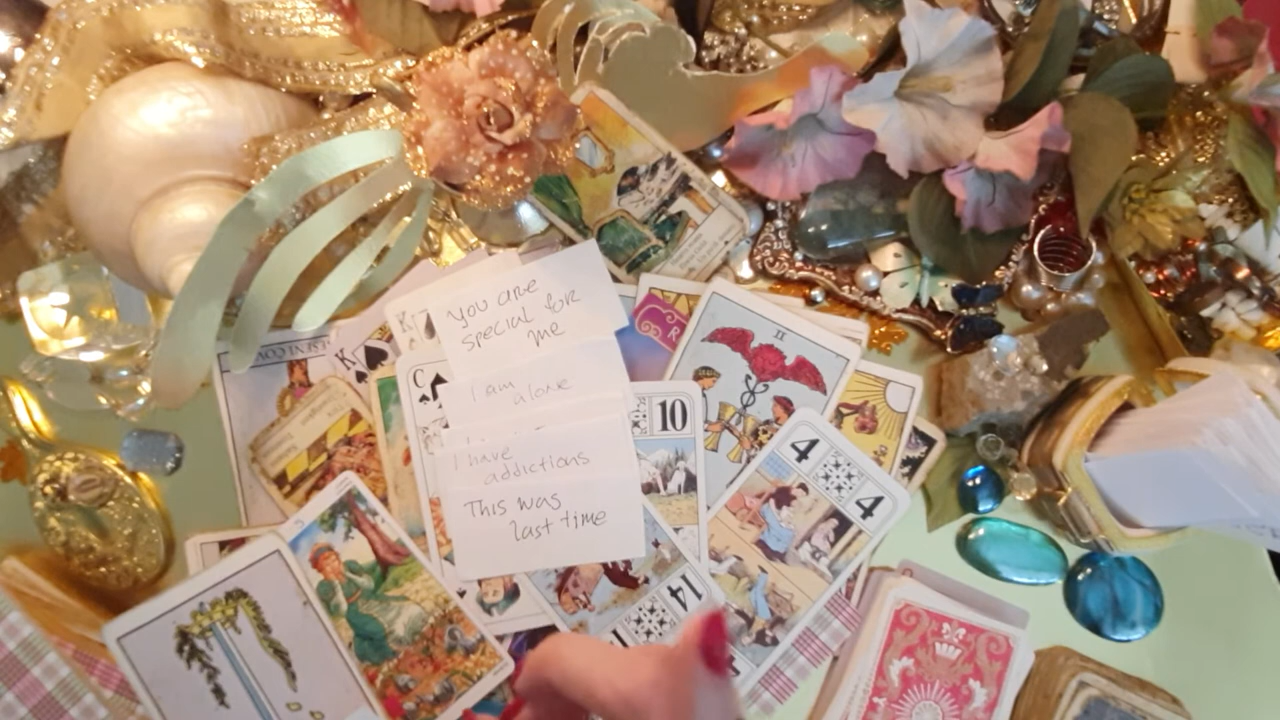 you are
special for
me
I am
alone
I have
addictions
This was
last time
K
K
C
II
10
4
4
14